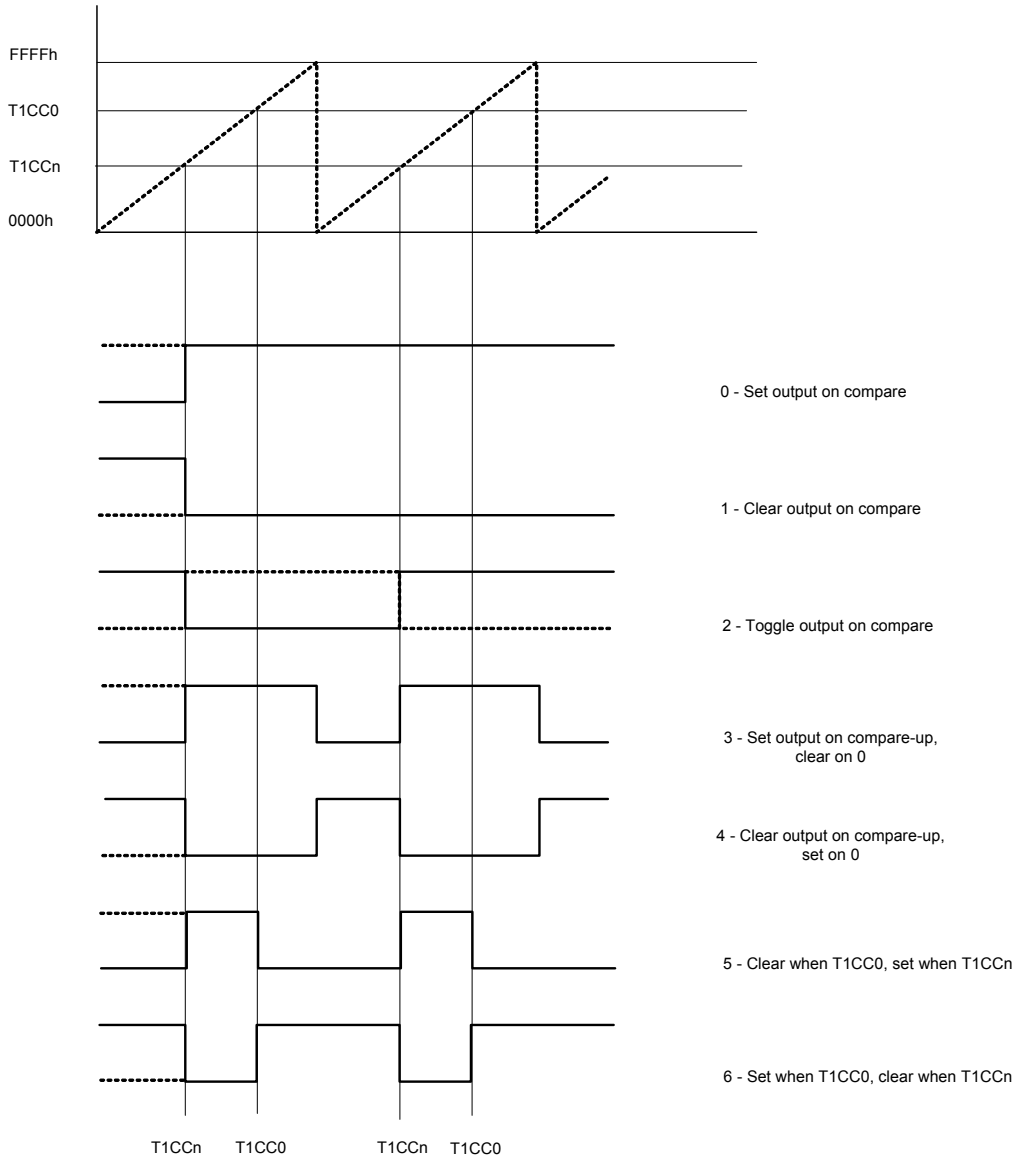 FFFFh
T1CC0
T1CCn
0000h
0 - Set output on compare
1 - Clear output on compare
2 - Toggle output on compare
3 - Set output on compare-up,
clear on 0
4 - Clear output on compare-up,
set on 0
5 - Clear when T1CC0, set when T1CCn
6 - Set when T1CC0, clear when T1CCn
T1CCn T1CC0 T1CCn T1CC0